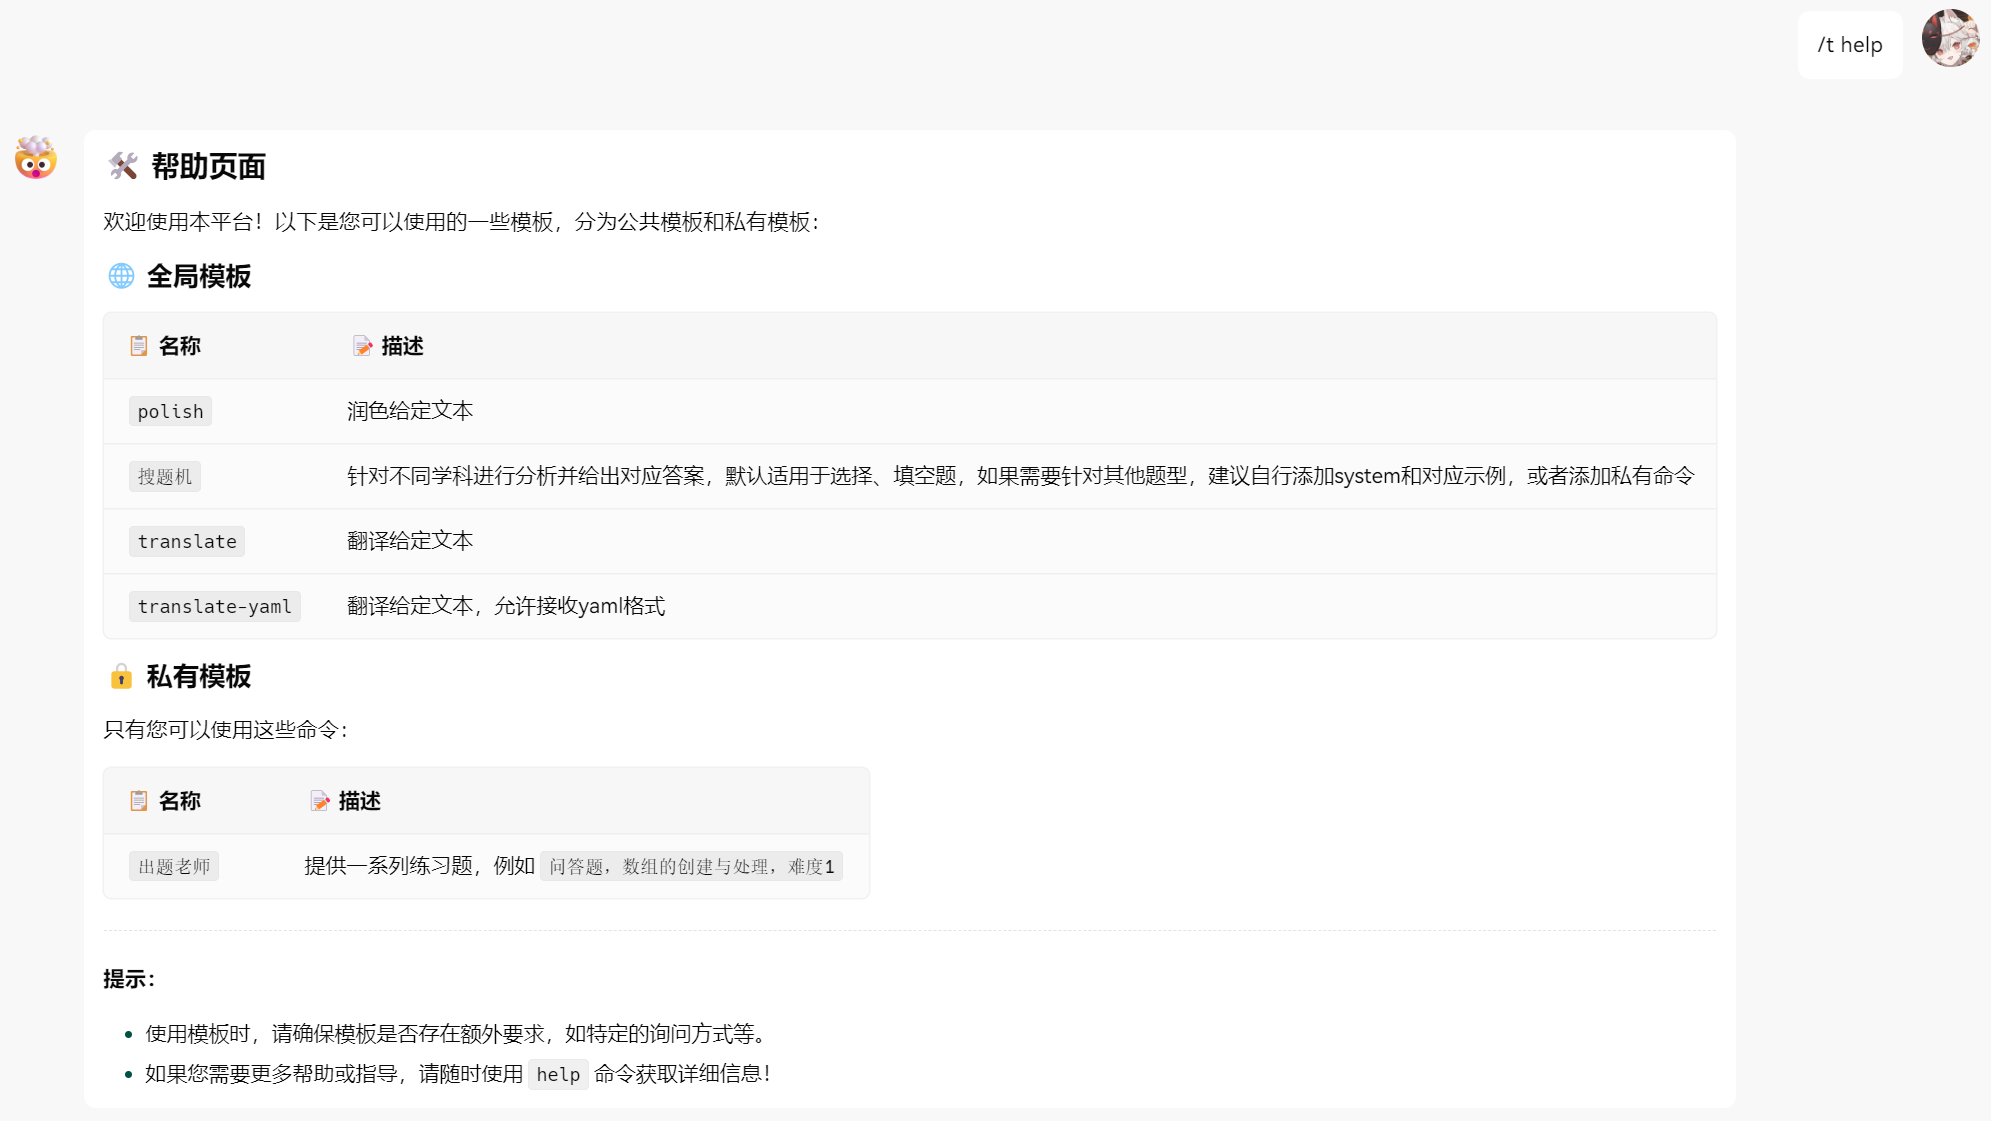 /t help
帮助页面
欢迎使用本平台！以下是您可以使用的一些模板，分为公共模板和私有模板：
全局模板
名称 描述
polish 润色给定文本
搜题机 针对不同学科进行分析并给出对应答案，默认适用于选择、填空题，如果需要针对其他题型，建议自行添加system和对应示例，或者添加私有命令
translate 翻译给定文本
translate-yaml 翻译给定文本，允许接收yaml格式
私有模板
只有您可以使用这些命令：
名称 描述
出题老师 提供一系列练习题，例如 问答题，数组的创建与处理，难度1
提示：
使用模板时，请确保模板是否存在额外要求，如特定的询问方式等。
如果您需要更多帮助或指导，请随时使用 help 命令获取详细信息！